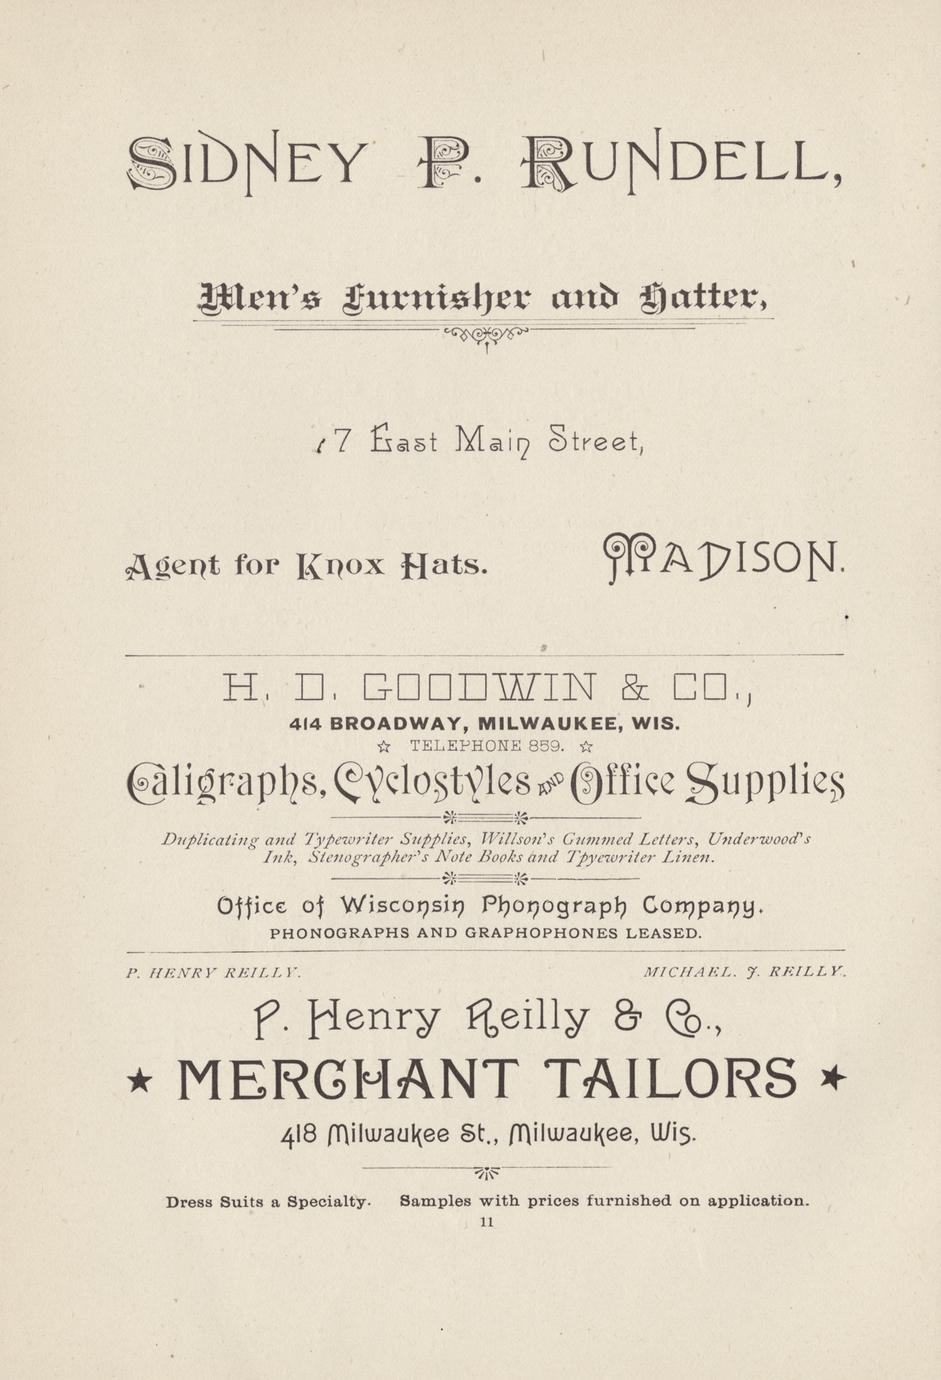 SIDNEY P. RUNDELL,
Men's Furnisher and Hatter,
17 East Main Street,
Agent for Knox Hats.
MADISON.
H. D. GOODWIN & CO.,
414 BROADWAY, MILWAUKEE, WIS.
☆ TELEPHONE 859. ☆
Caligraphs, Cyclostyles AND Office Supplies
Duplicating and Typewriter Supplies, Willson's Gummed Letters, Underwood's
Ink, Stenographer's Note Books and Tpyewriter Linen.
Office of Wisconsin Phonograph Company.
PHONOGRAPHS AND GRAPHOPHONES LEASED.
P. HENRY REILLY.
MICHAEL. J. REILLY.
P. Henry Reilly & Co.,
★ MERCHANT TAILORS ★
418 Milwaukee St., Milwaukee, Wis.
Dress Suits a Specialty. Samples with prices furnished on application.
11